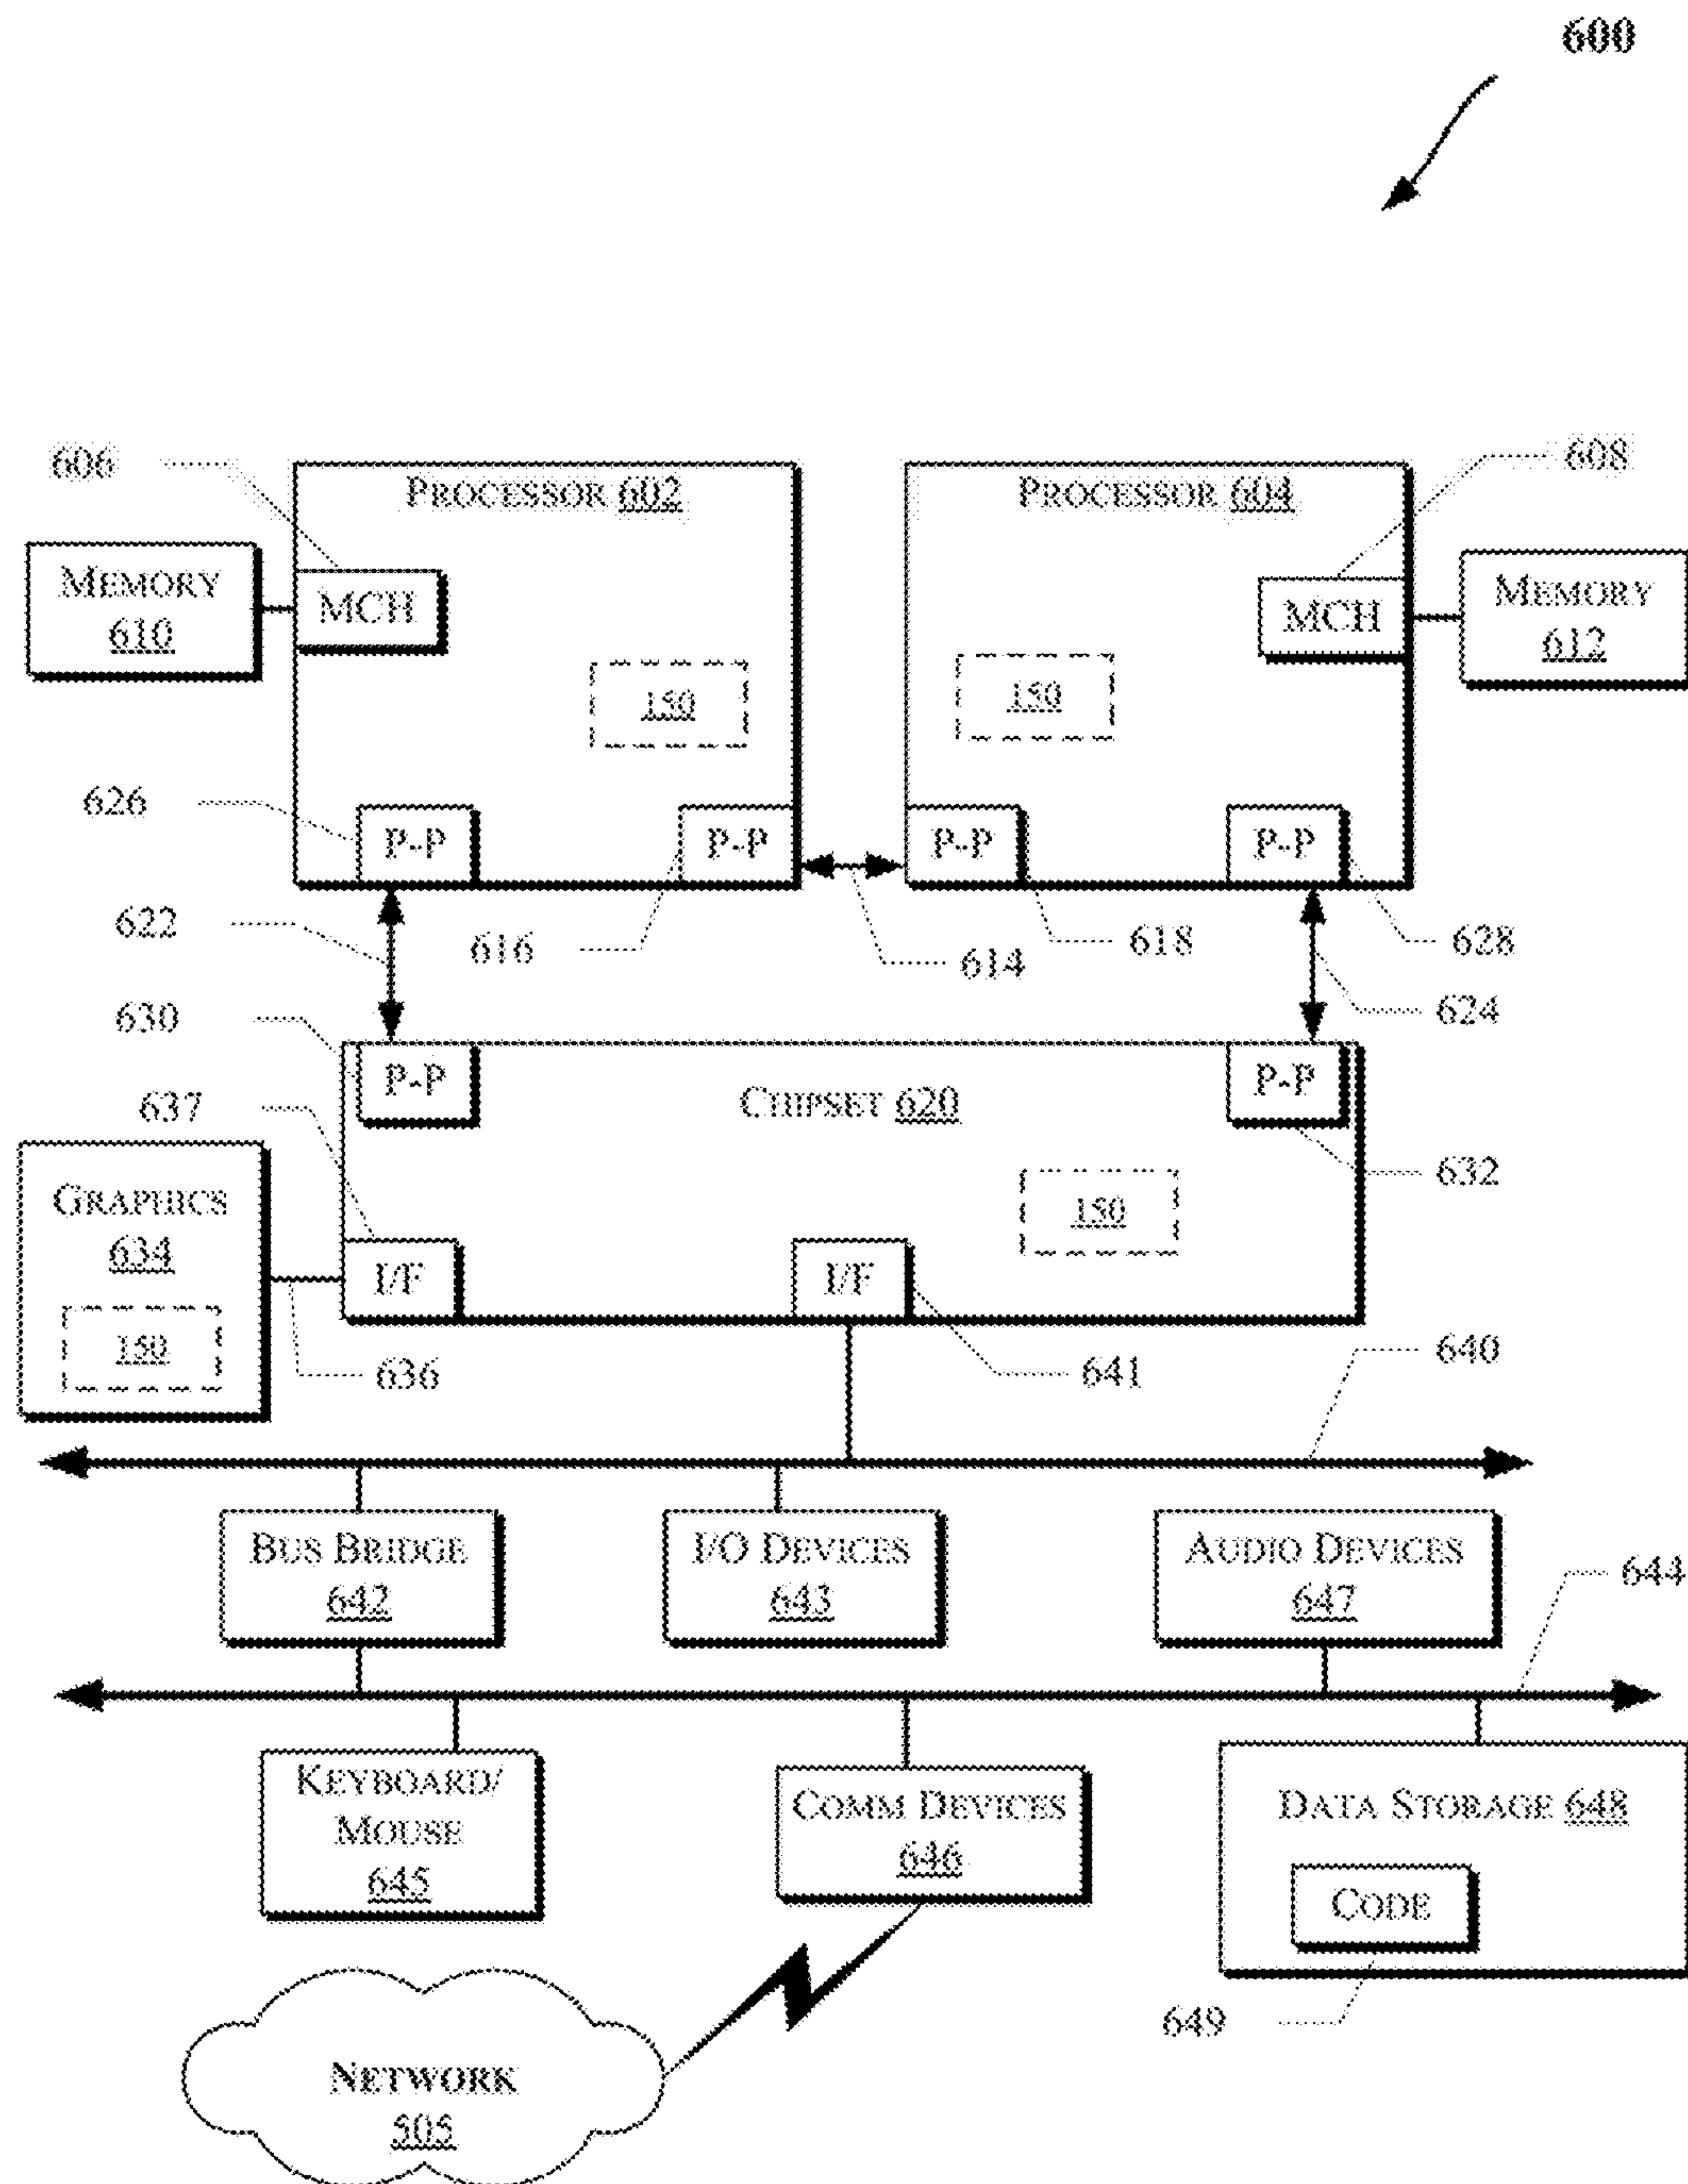 600
606
PROCESSOR 602
PROCESSOR 604
608
MEMORY
610
MCH
MCH
MEMORY
612
150
150
626
P-P
P-P
P-P
P-P
622
616
614
618
628
624
630
P-P
CHIPSET 620
P-P
637
632
GRAPHICS
634
150
150
I/F
I/F
636
641
640
BUS BRIDGE
642
I/O DEVICES
643
AUDIO DEVICES
647
644
KEYBOARD/
MOUSE
645
COMM DEVICES
646
DATA STORAGE 648
CODE
649
NETWORK
505